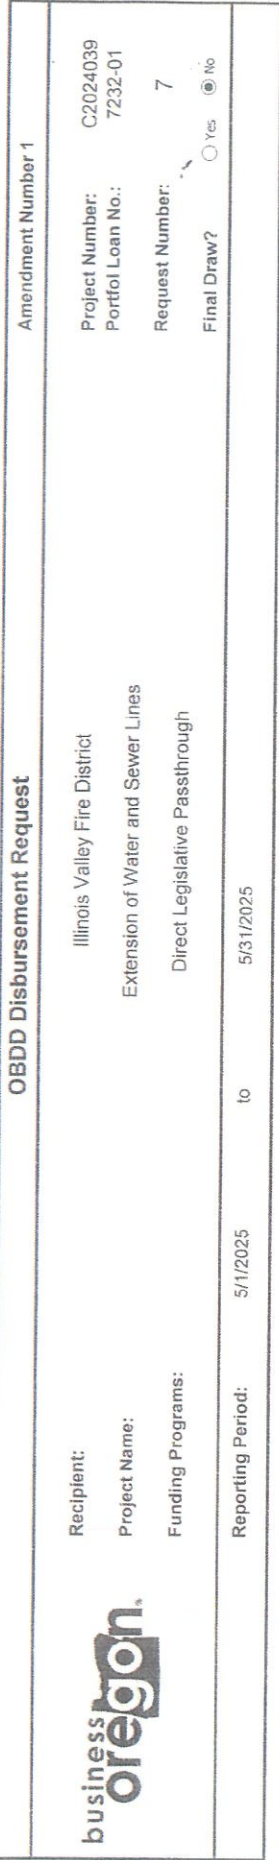 OBDD Disbursement Request
Amendment Number 1
business oregon.
Recipient: Illinois Valley Fire District
Project Name: Extension of Water and Sewer Lines
Funding Programs: Direct Legislative Passthrough
Project Number: C2024039
Portfol Loan No.: 7232-01
Request Number: 7
Final Draw? Yes No
Reporting Period: 5/1/2025 to 5/31/2025